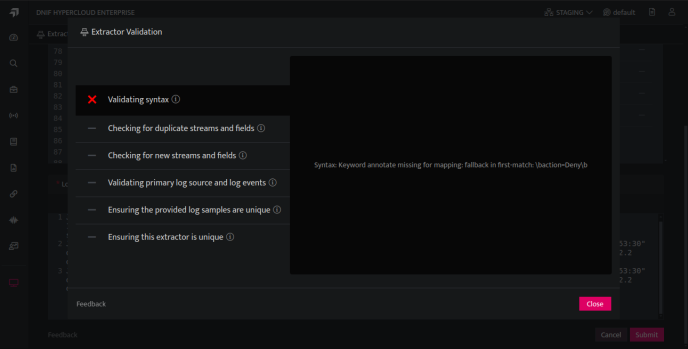 DNIF HYPERCLOUD ENTERPRISE
STAGING
default
Extrac
Extractor Validation
78
79
80
81
82
83
84
85
86
87
Validating syntax
Checking for duplicate streams and fields
Checking for new streams and fields
Validating primary log source and log events
Ensuring the provided log samples are unique
Ensuring this extractor is unique
Syntax: Keyword annotate missing for mapping: fallback in first-match: \baction=Deny\b
Lo
1
2
53:30"
2.2
3
53:30"
2.2
Feedback
Close
Feedback
Cancel
Submit